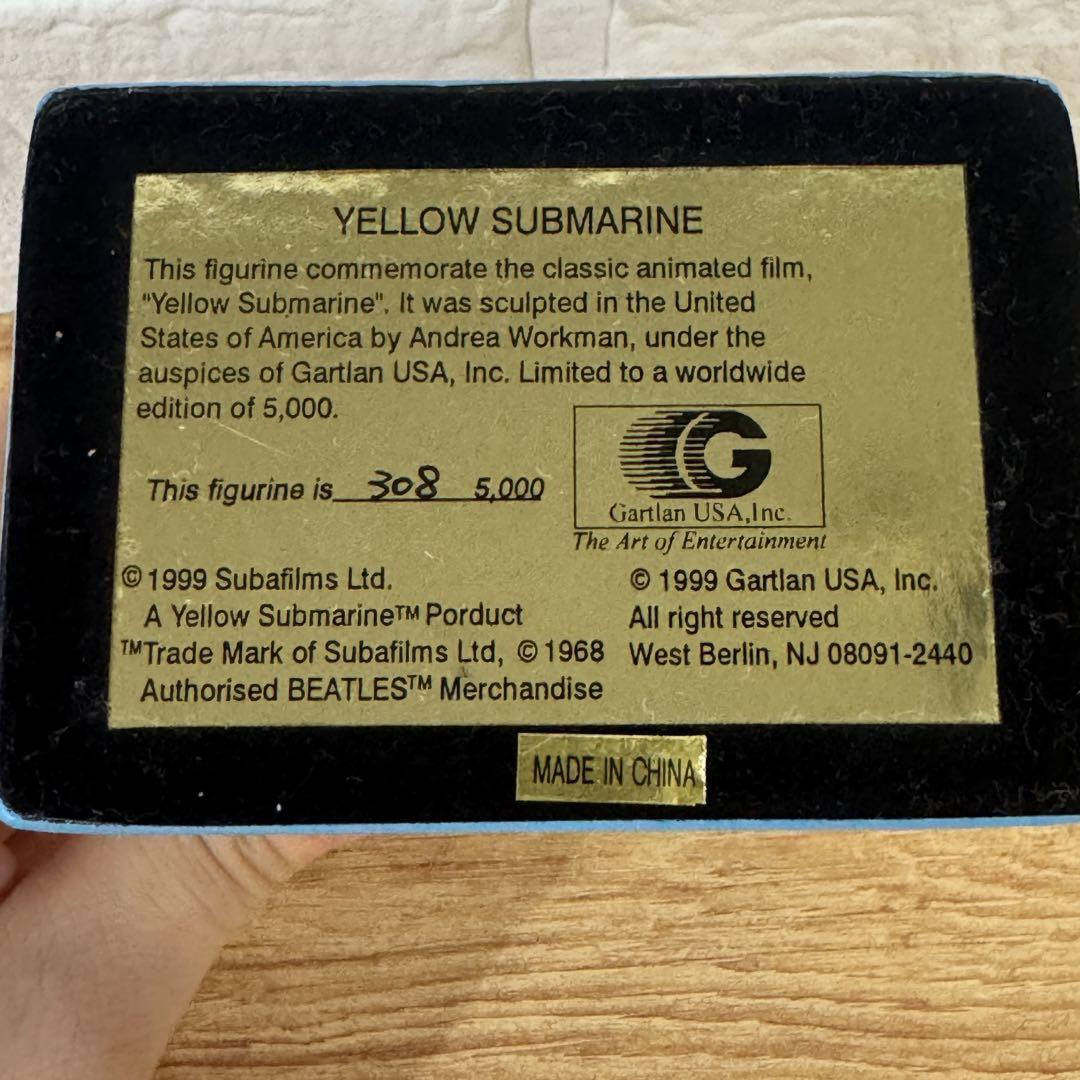 YELLOW SUBMARINE
This figurine commemorate the classic animated film,
"Yellow Submarine". It was sculpted in the United
States of America by Andrea Workman, under the
auspices of Gartlan USA, Inc. Limited to a worldwide
edition of 5,000.
This figurine is 308 5,000
G
Gartlan USA,Inc.
The Art of Entertainment
© 1999 Subafilms Ltd.
A Yellow Submarine™ Porduct
™Trade Mark of Subafilms Ltd, © 1968
Authorised BEATLES™ Merchandise
© 1999 Gartlan USA, Inc.
All right reserved
West Berlin, NJ 08091-2440
MADE IN CHINA